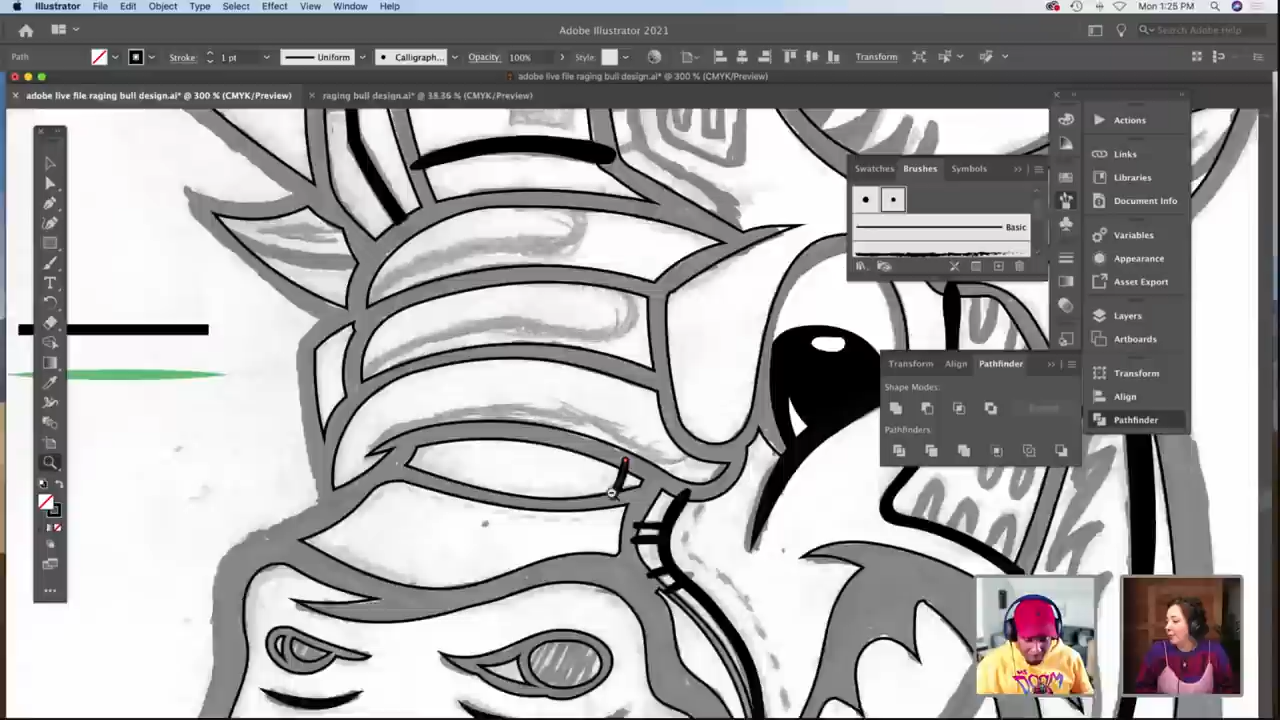 Illustrator File Edit Object Type Select Effect View Window Help Mon 1:25 PM
Adobe Illustrator 2021 Search Adobe Help
Path Stroke: 1 pt Uniform Calligraph... Opacity: 100% Style: Transform
adobe live file raging bull design.ai* @ 300 % (CMYK/Preview)
adobe live file raging bull design.ai* @ 300 % (CMYK/Preview) raging bull design.ai* @ 38.36 % (CMYK/Preview)
Actions
Links
Libraries
Document Info
Variables
Appearance
Asset Export
Layers
Artboards
Transform
Align
Pathfinder
Swatches Brushes Symbols
Basic
Transform Align Pathfinder
Shape Modes:
Pathfinders:
DOOM